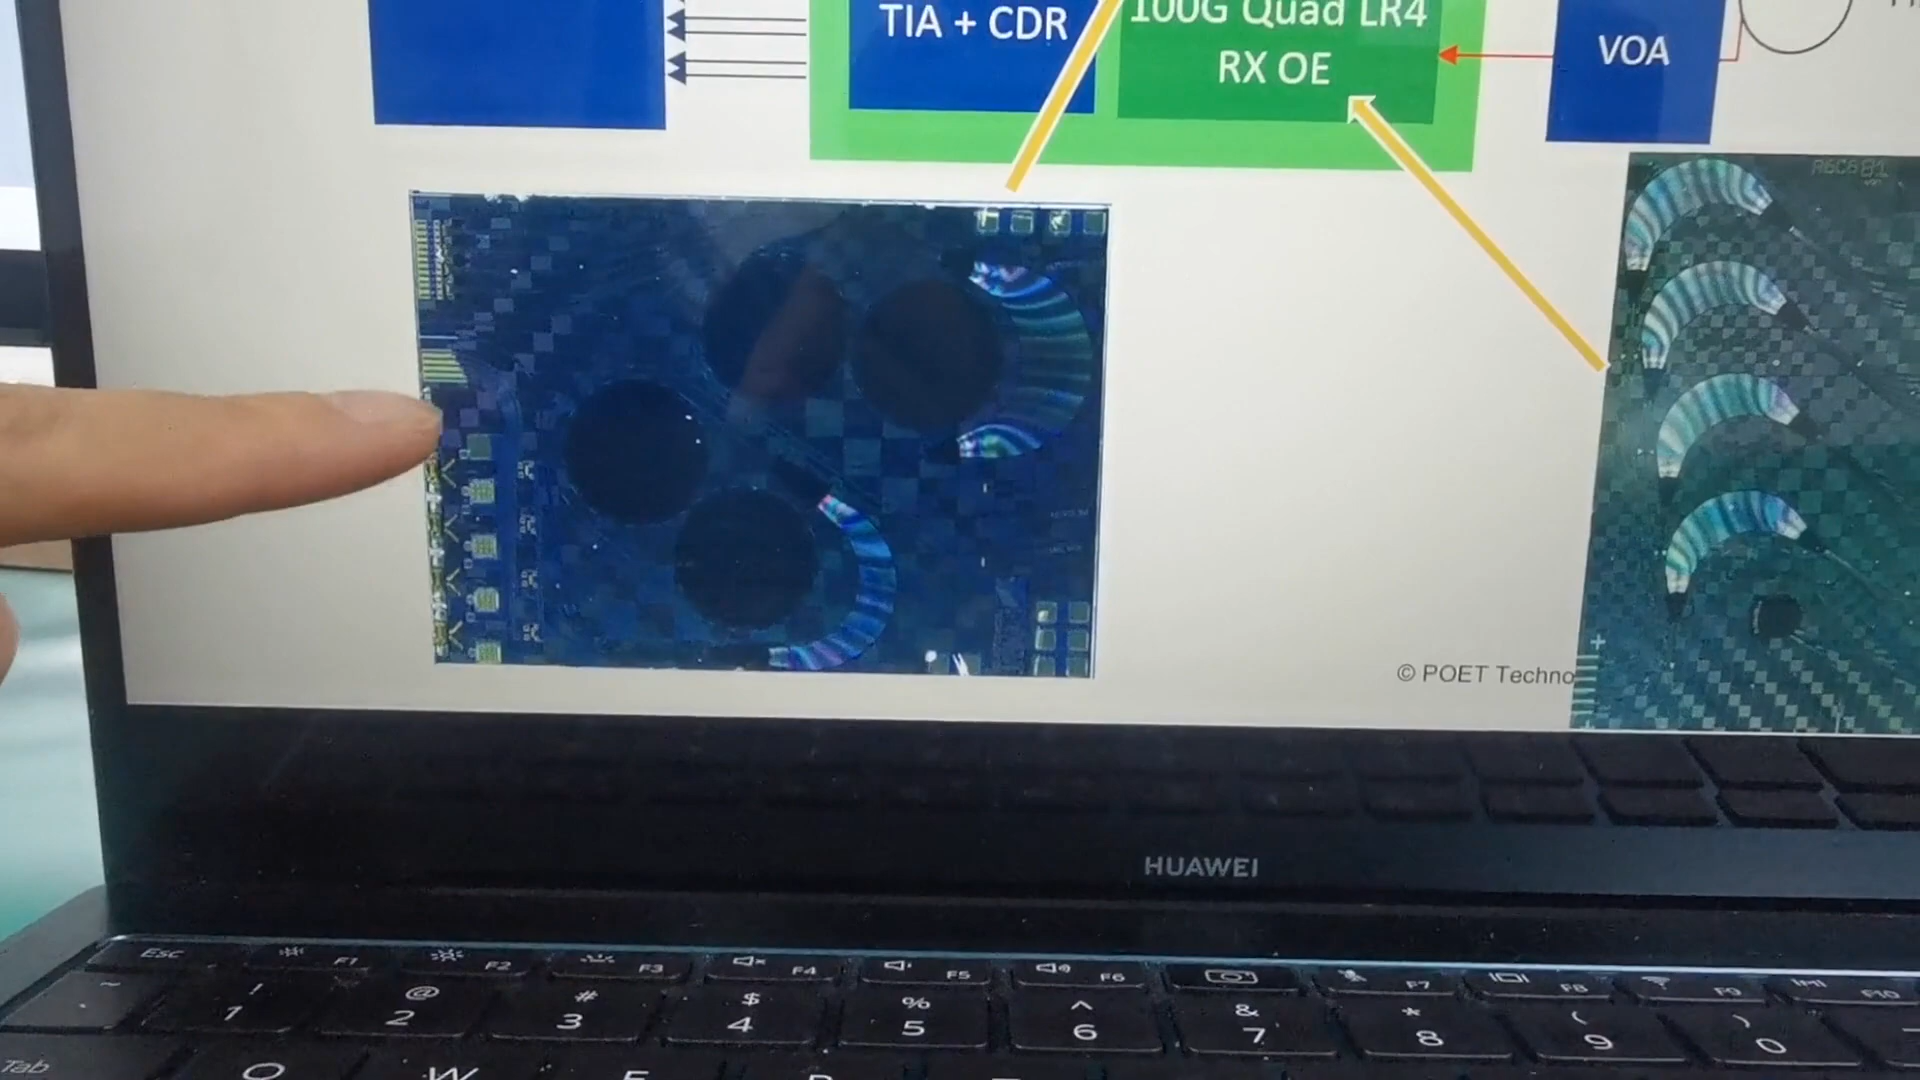 TIA + CDR
100G Quad LR4
RX OE
VOA
R6C6B1
© POET Techno
HUAWEI
Esc F1 F2 F3 F4 F5 F6 F7 F8 F9 F10
~ ! 1 @ 2 # 3 $ 4 % 5 ^ 6 & 7 * 8 ( 9 ) 0
Tab Q W E R